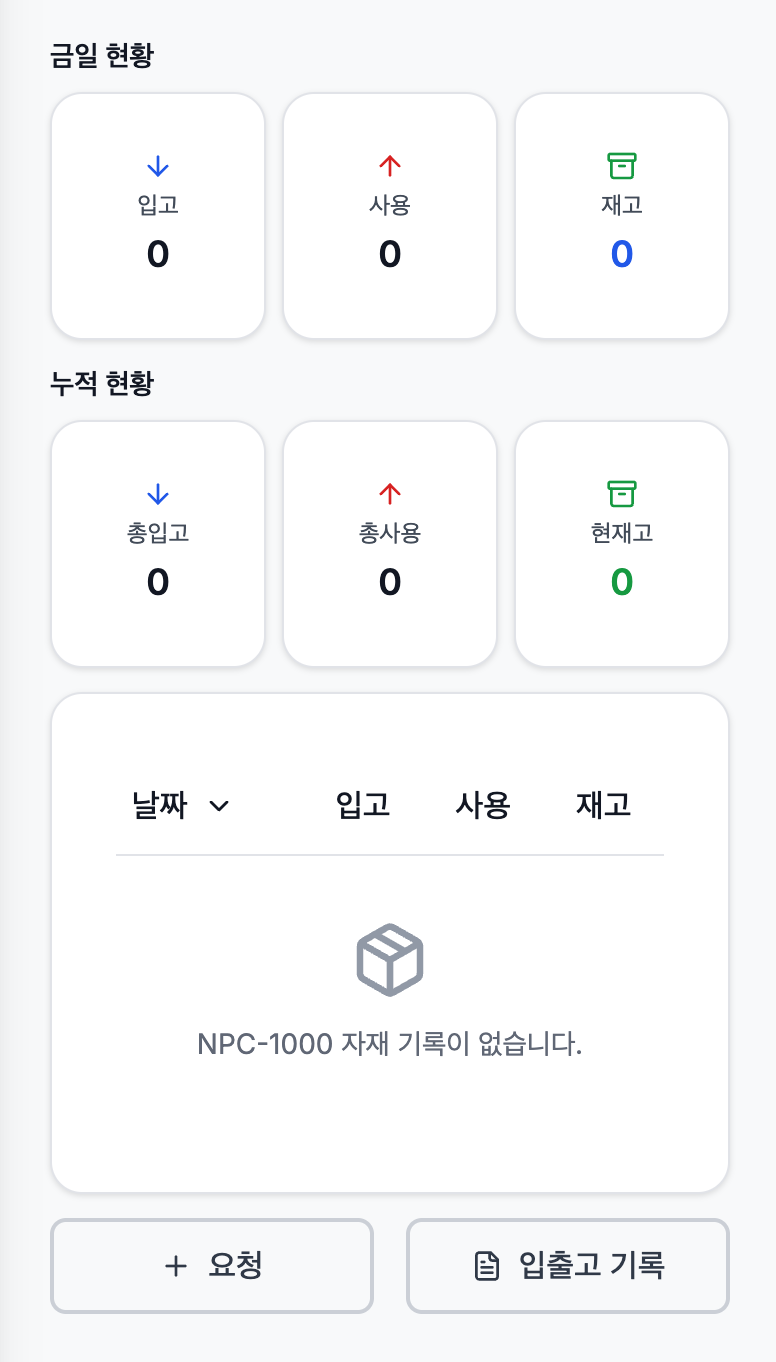 금일 현황
입고 사용 재고
0 0 0
누적 현황
총입고 총사용 현재고
0 0 0
날짜 입고 사용 재고
NPC-1000 자재 기록이 없습니다.
요청 입출고 기록